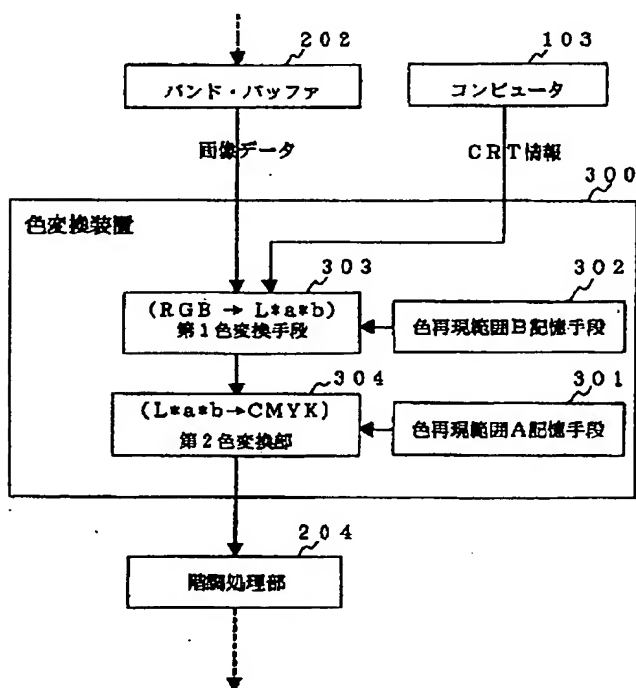 202
バンド・バッファ
103
コンピュータ
画像データ
CRT情報
300
色変換装置
303
(RGB → L*a*b)
第1色変換手段
302
色再現範囲B記憶手段
304
(L*a*b→CMYK)
第2色変換部
301
色再現範囲A記憶手段
204
階調処理部